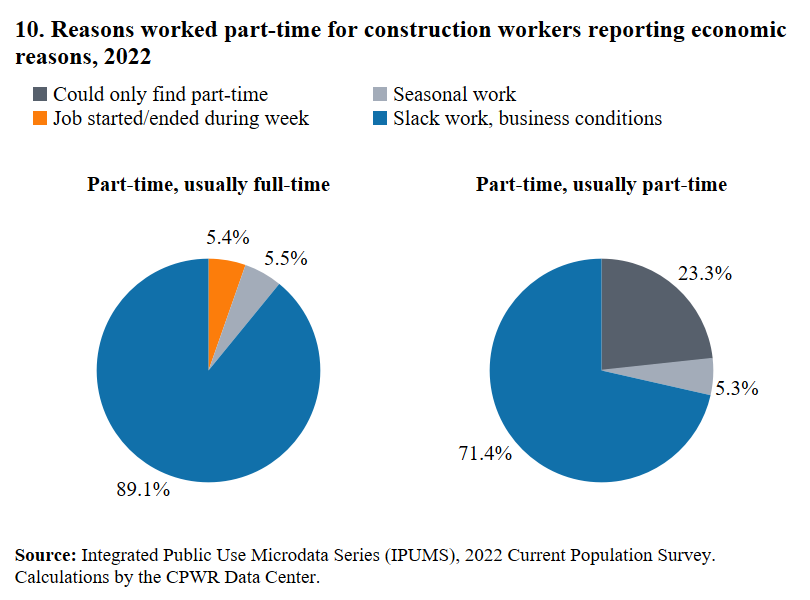 10. Reasons worked part-time for construction workers reporting economic
reasons, 2022
Could only find part-time
Seasonal work
Job started/ended during week
Slack work, business conditions
Part-time, usually full-time
Part-time, usually part-time
5.4%
5.5%
89.1%
23.3%
5.3%
71.4%
Source: Integrated Public Use Microdata Series (IPUMS), 2022 Current Population Survey.
Calculations by the CPWR Data Center.